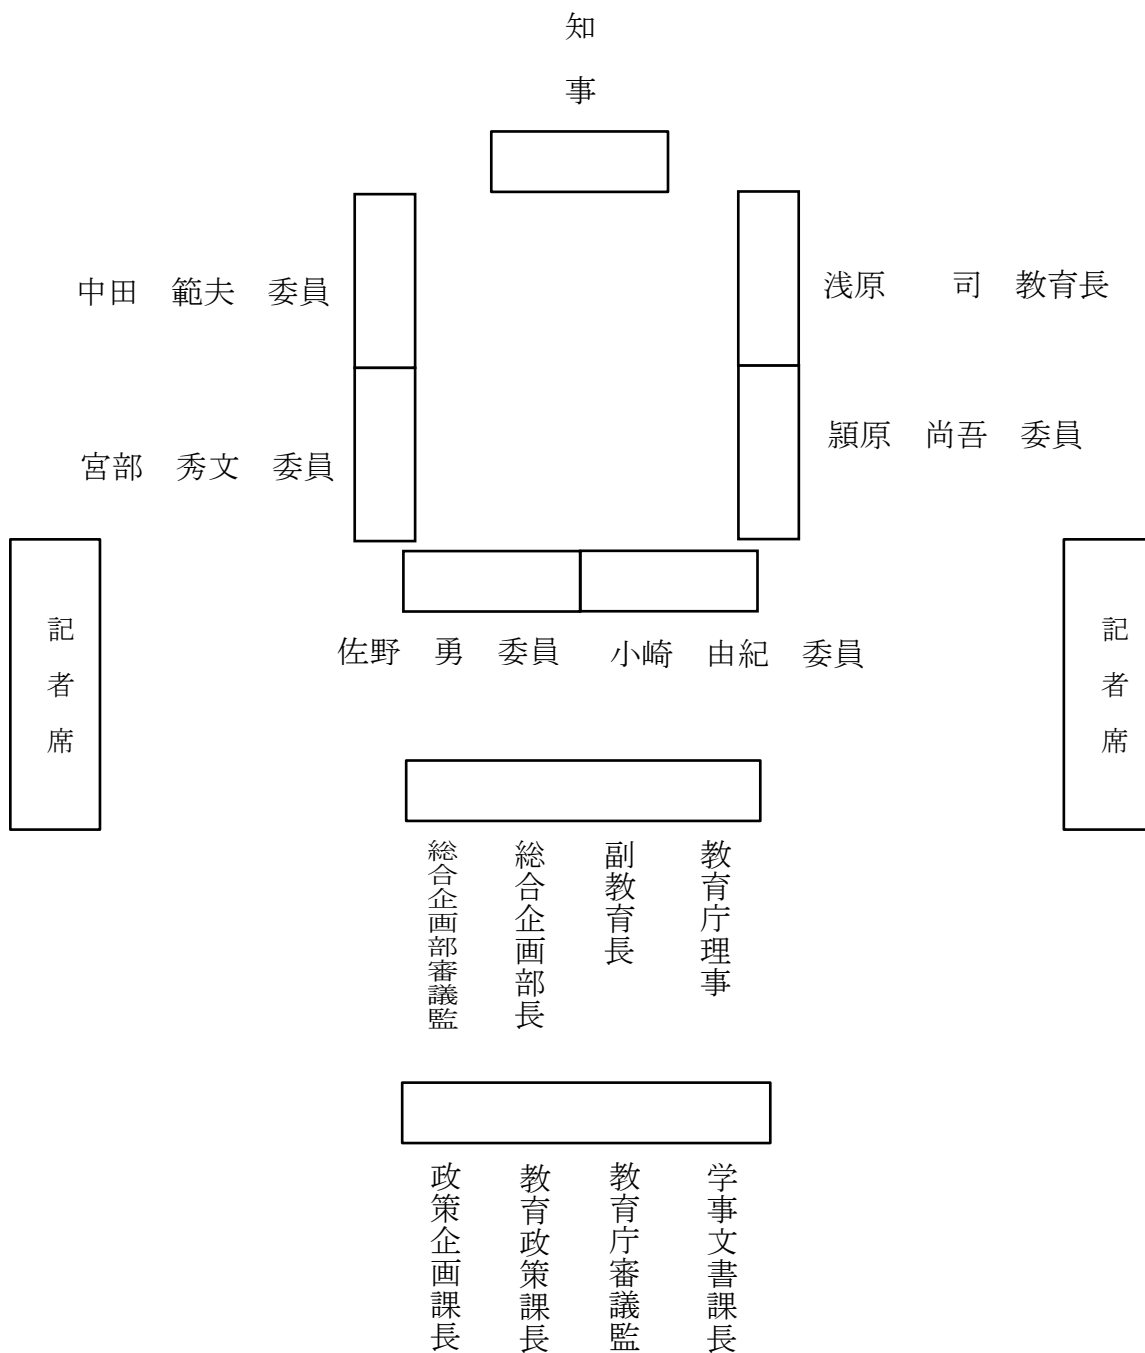 知事
中田　範夫　委員
浅原　　司　教育長
宮部　秀文　委員
頴原　尚吾　委員
佐野　勇　委員
小崎　由紀　委員
記者席
記者席
総合企画部審議監
総合企画部長
副教育長
教育庁理事
政策企画課長
教育政策課長
教育庁審議監
学事文書課長